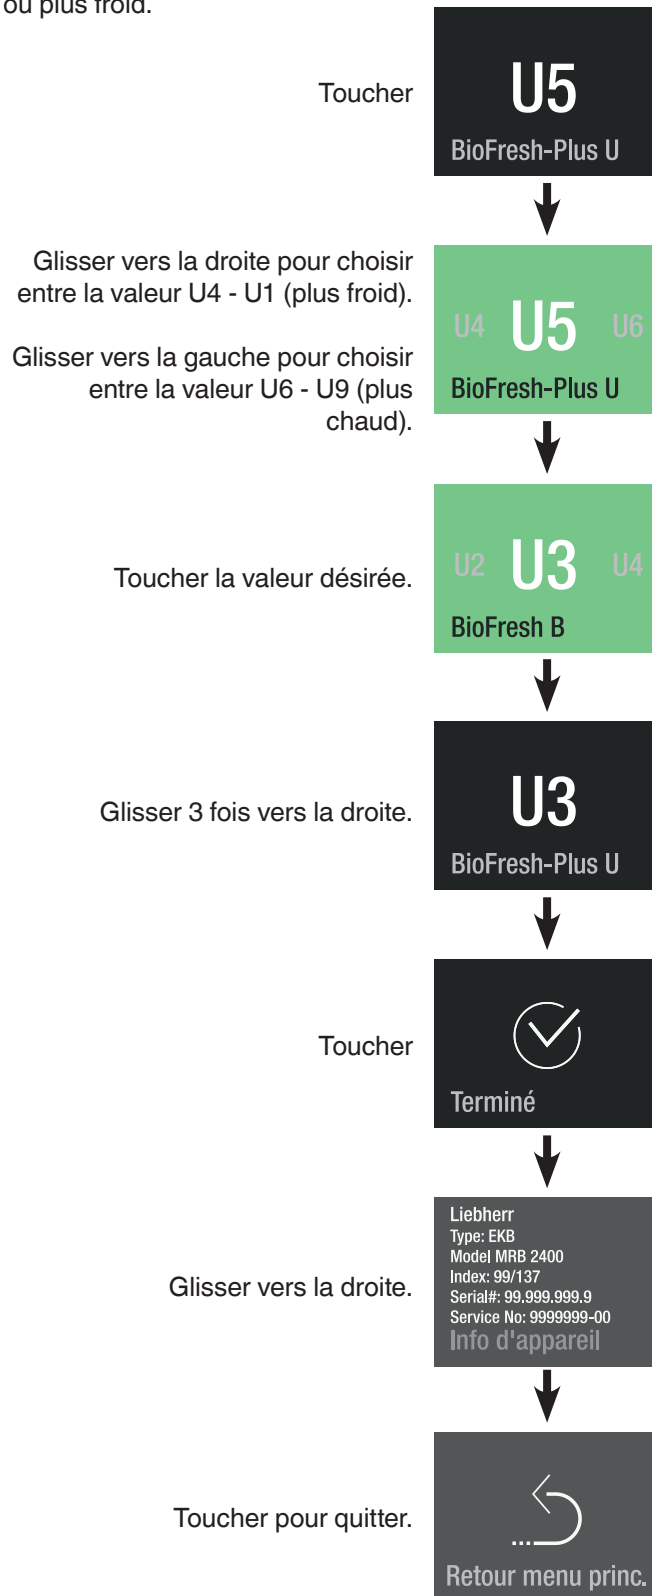 ou plus froid.
Toucher
U5
BioFresh-Plus U
Glisser vers la droite pour choisir
entre la valeur U4 - U1 (plus froid).
Glisser vers la gauche pour choisir
entre la valeur U6 - U9 (plus
chaud).
U4 U5 U6
BioFresh-Plus U
Toucher la valeur désirée.
U2 U3 U4
BioFresh B
Glisser 3 fois vers la droite.
U3
BioFresh-Plus U
Toucher
Terminé
Glisser vers la droite.
Liebherr
Type: EKB
Model MRB 2400
Index: 99/137
Serial#: 99.999.999.9
Service No: 9999999-00
Info d'appareil
Toucher pour quitter.
Retour menu princ.